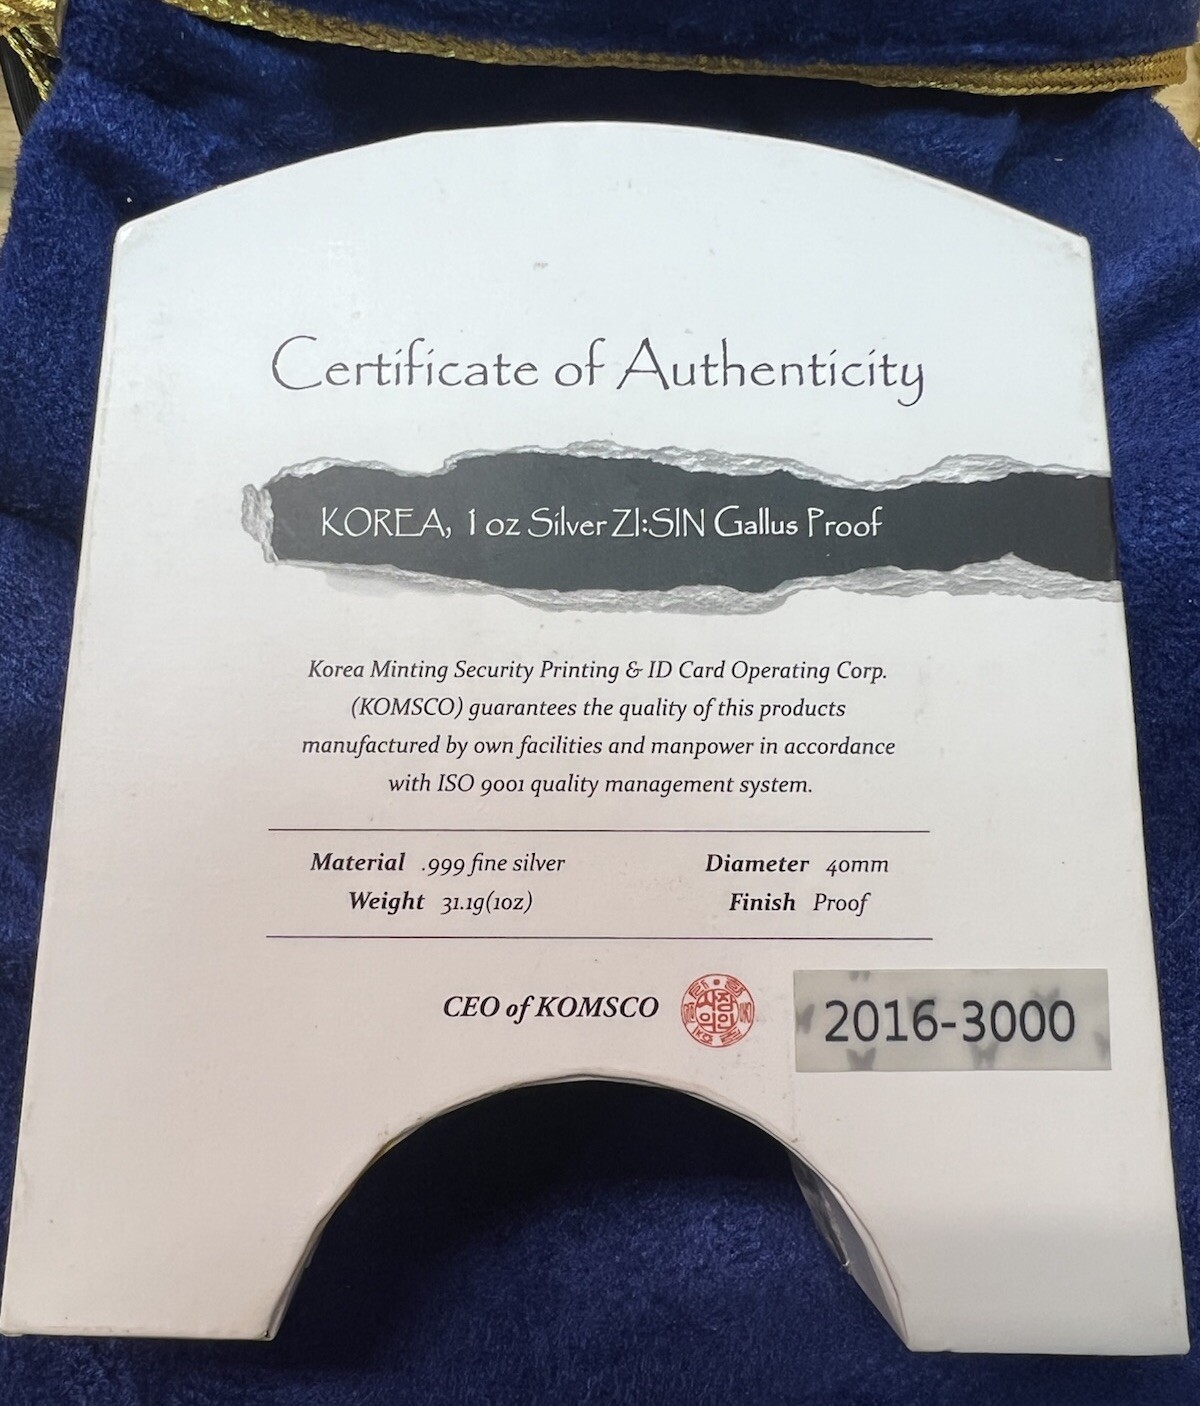 Certificate of Authenticity
KOREA, 1 oz Silver ZI:SIN Gallus Proof
Korea Minting Security Printing & ID Card Operating Corp.
(KOMSCO) guarantees the quality of this products
manufactured by own facilities and manpower in accordance
with ISO 9001 quality management system.
Material .999 fine silver Diameter 40mm
Weight 31.1g(1oz) Finish Proof
CEO of KOMSCO
2016-3000